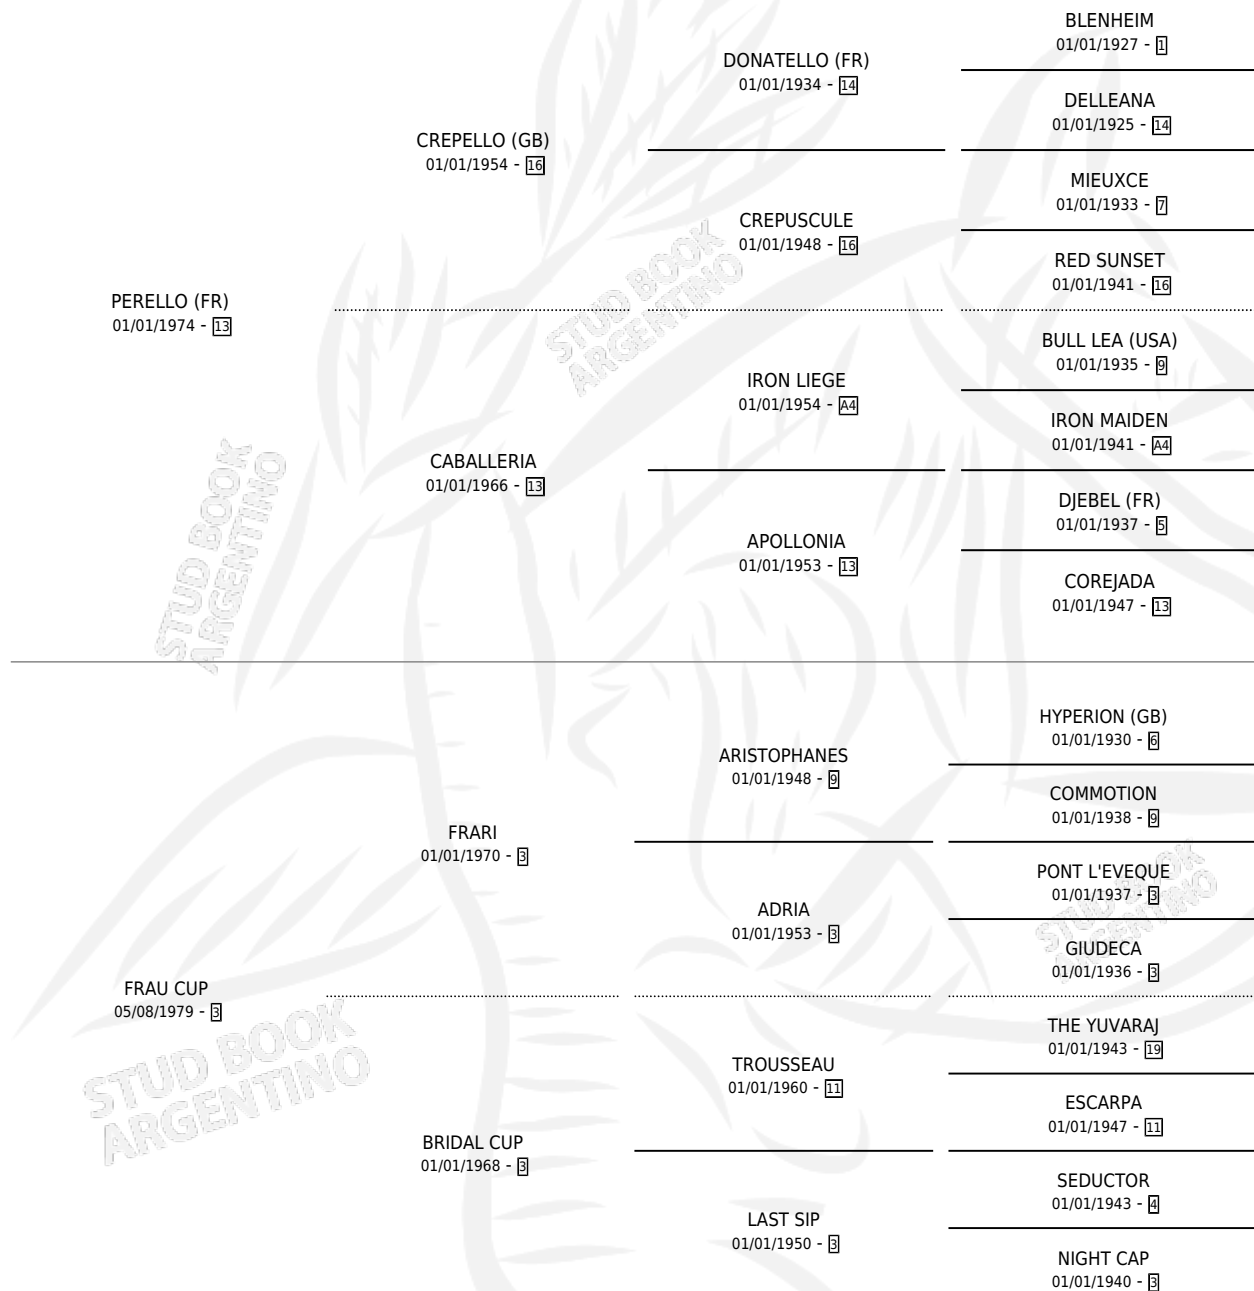 BLENHEIM
01/01/1927 - 1
DONATELLO (FR)
01/01/1934 - 14
DELLEANA
01/01/1925 - 14
CREPELLO (GB)
01/01/1954 - 16
MIEUXCE
01/01/1933 - 7
CREPUSCULE
01/01/1948 - 16
RED SUNSET
01/01/1941 - 16
PERELLO (FR)
01/01/1974 - 13
STUD BOOK
ARGENTINO
BULL LEA (USA)
01/01/1935 - 9
IRON LIEGE
01/01/1954 - A4
IRON MAIDEN
01/01/1941 - A4
CABALLERIA
01/01/1966 - 13
DJEBEL (FR)
01/01/1937 - 5
APOLLONIA
01/01/1953 - 13
COREJADA
01/01/1947 - 13
STUD BOOK
ARGENTINO
HYPERION (GB)
01/01/1930 - 6
ARISTOPHANES
01/01/1948 - 9
COMMOTION
01/01/1938 - 9
FRARI
01/01/1970 - 3
PONT L'EVEQUE
01/01/1937 - 3
ADRIA
01/01/1953 - 3
GIUDECA
01/01/1936 - 3
STUD BOOK
ARGENTINO
FRAU CUP
05/08/1979 - 3
THE YUVARAJ
01/01/1943 - 19
TROUSSEAU
01/01/1960 - 11
ESCARPA
01/01/1947 - 11
STUD BOOK
ARGENTINO
BRIDAL CUP
01/01/1968 - 3
SEDUCTOR
01/01/1943 - 4
LAST SIP
01/01/1950 - 3
NIGHT CAP
01/01/1940 - 3